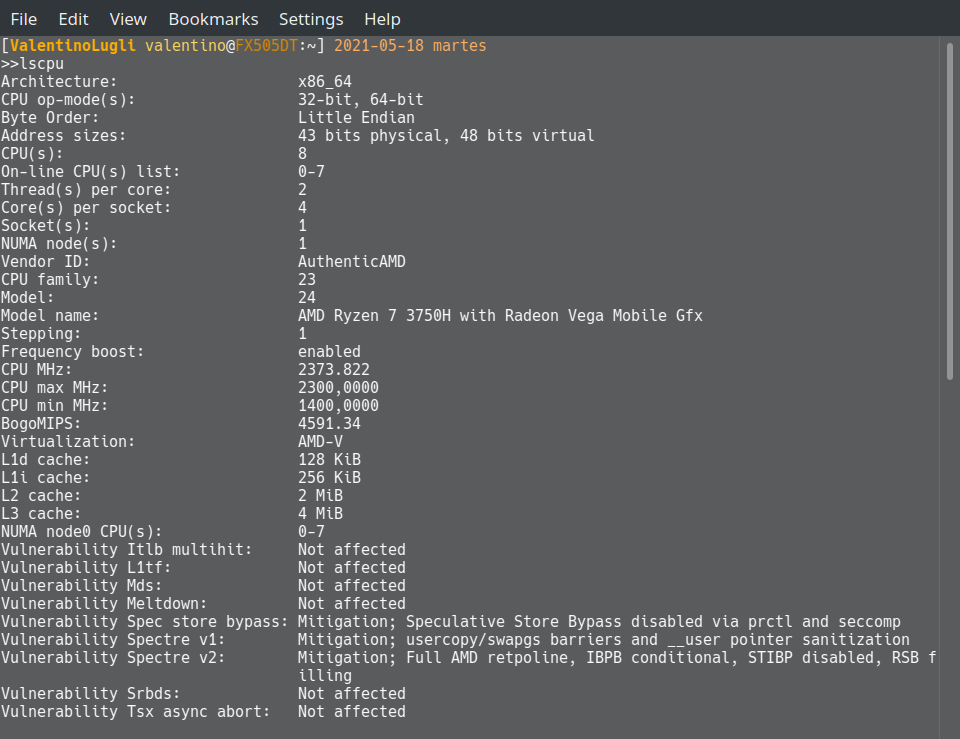 File Edit View Bookmarks Settings Help
[ValentinoLugli valentino@FX505DT:~] 2021-05-18 martes
>>lscpu
Architecture: x86_64
CPU op-mode(s): 32-bit, 64-bit
Byte Order: Little Endian
Address sizes: 43 bits physical, 48 bits virtual
CPU(s): 8
On-line CPU(s) list: 0-7
Thread(s) per core: 2
Core(s) per socket: 4
Socket(s): 1
NUMA node(s): 1
Vendor ID: AuthenticAMD
CPU family: 23
Model: 24
Model name: AMD Ryzen 7 3750H with Radeon Vega Mobile Gfx
Stepping: 1
Frequency boost: enabled
CPU MHz: 2373.822
CPU max MHz: 2300,0000
CPU min MHz: 1400,0000
BogoMIPS: 4591.34
Virtualization: AMD-V
L1d cache: 128 KiB
L1i cache: 256 KiB
L2 cache: 2 MiB
L3 cache: 4 MiB
NUMA node0 CPU(s): 0-7
Vulnerability Itlb multihit: Not affected
Vulnerability L1tf: Not affected
Vulnerability Mds: Not affected
Vulnerability Meltdown: Not affected
Vulnerability Spec store bypass: Mitigation; Speculative Store Bypass disabled via prctl and seccomp
Vulnerability Spectre v1: Mitigation; usercopy/swapgs barriers and __user pointer sanitization
Vulnerability Spectre v2: Mitigation; Full AMD retpoline, IBPB conditional, STIBP disabled, RSB f
illing
Vulnerability Srbds: Not affected
Vulnerability Tsx async abort: Not affected